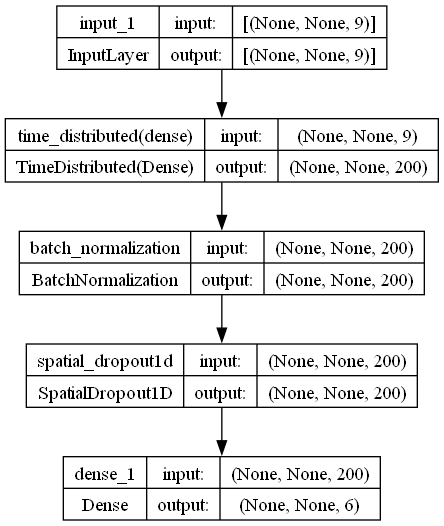 input_1 input: [(None, None, 9)]
InputLayer output: [(None, None, 9)]
time_distributed(dense) input: (None, None, 9)
TimeDistributed(Dense) output: (None, None, 200)
batch_normalization input: (None, None, 200)
BatchNormalization output: (None, None, 200)
spatial_dropout1d input: (None, None, 200)
SpatialDropout1D output: (None, None, 200)
dense_1 input: (None, None, 200)
Dense output: (None, None, 6)